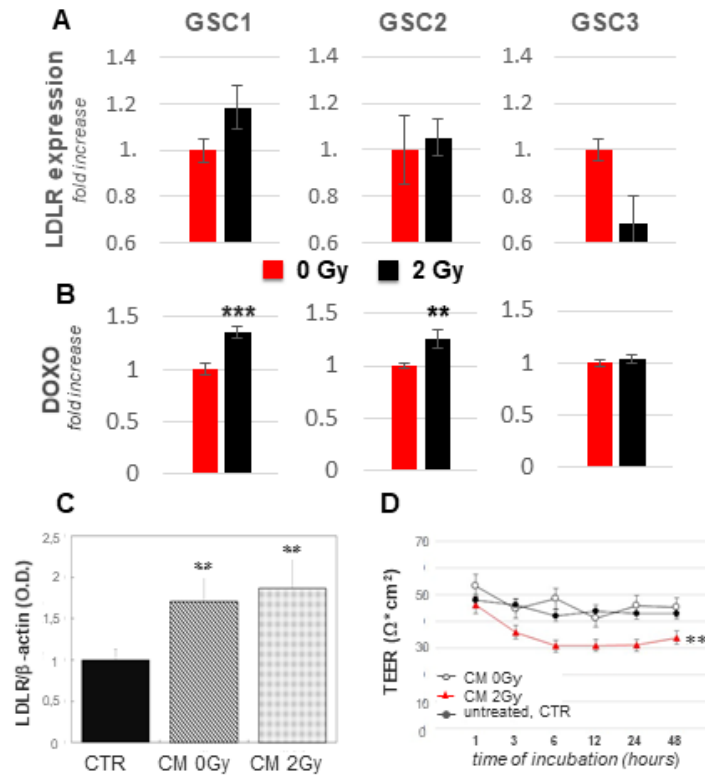 A GSC1 GSC2 GSC3
LDLR expression
fold increase
1.4 1.4 1.4
1.2 1.2 1.2
1. 1. 1.
0.8 0.8 0.8
0.6 0.6 0.6
0 Gy 2 Gy
B
DOXO
fold increase
1.5 1.5 1.5
*** **
1 1 1
0.5 0.5 0.5
0 0 0
C
LDLR/β-actin (O.D.)
2,5
2
1,5
1
0,5
0
** **
CTR CM 0Gy CM 2Gy
D
TEER (Ω* cm²)
70
50
30
10
0
**
CM 0Gy
CM 2Gy
untreated, CTR
1 3 6 12 24 48
time of incubation (hours)